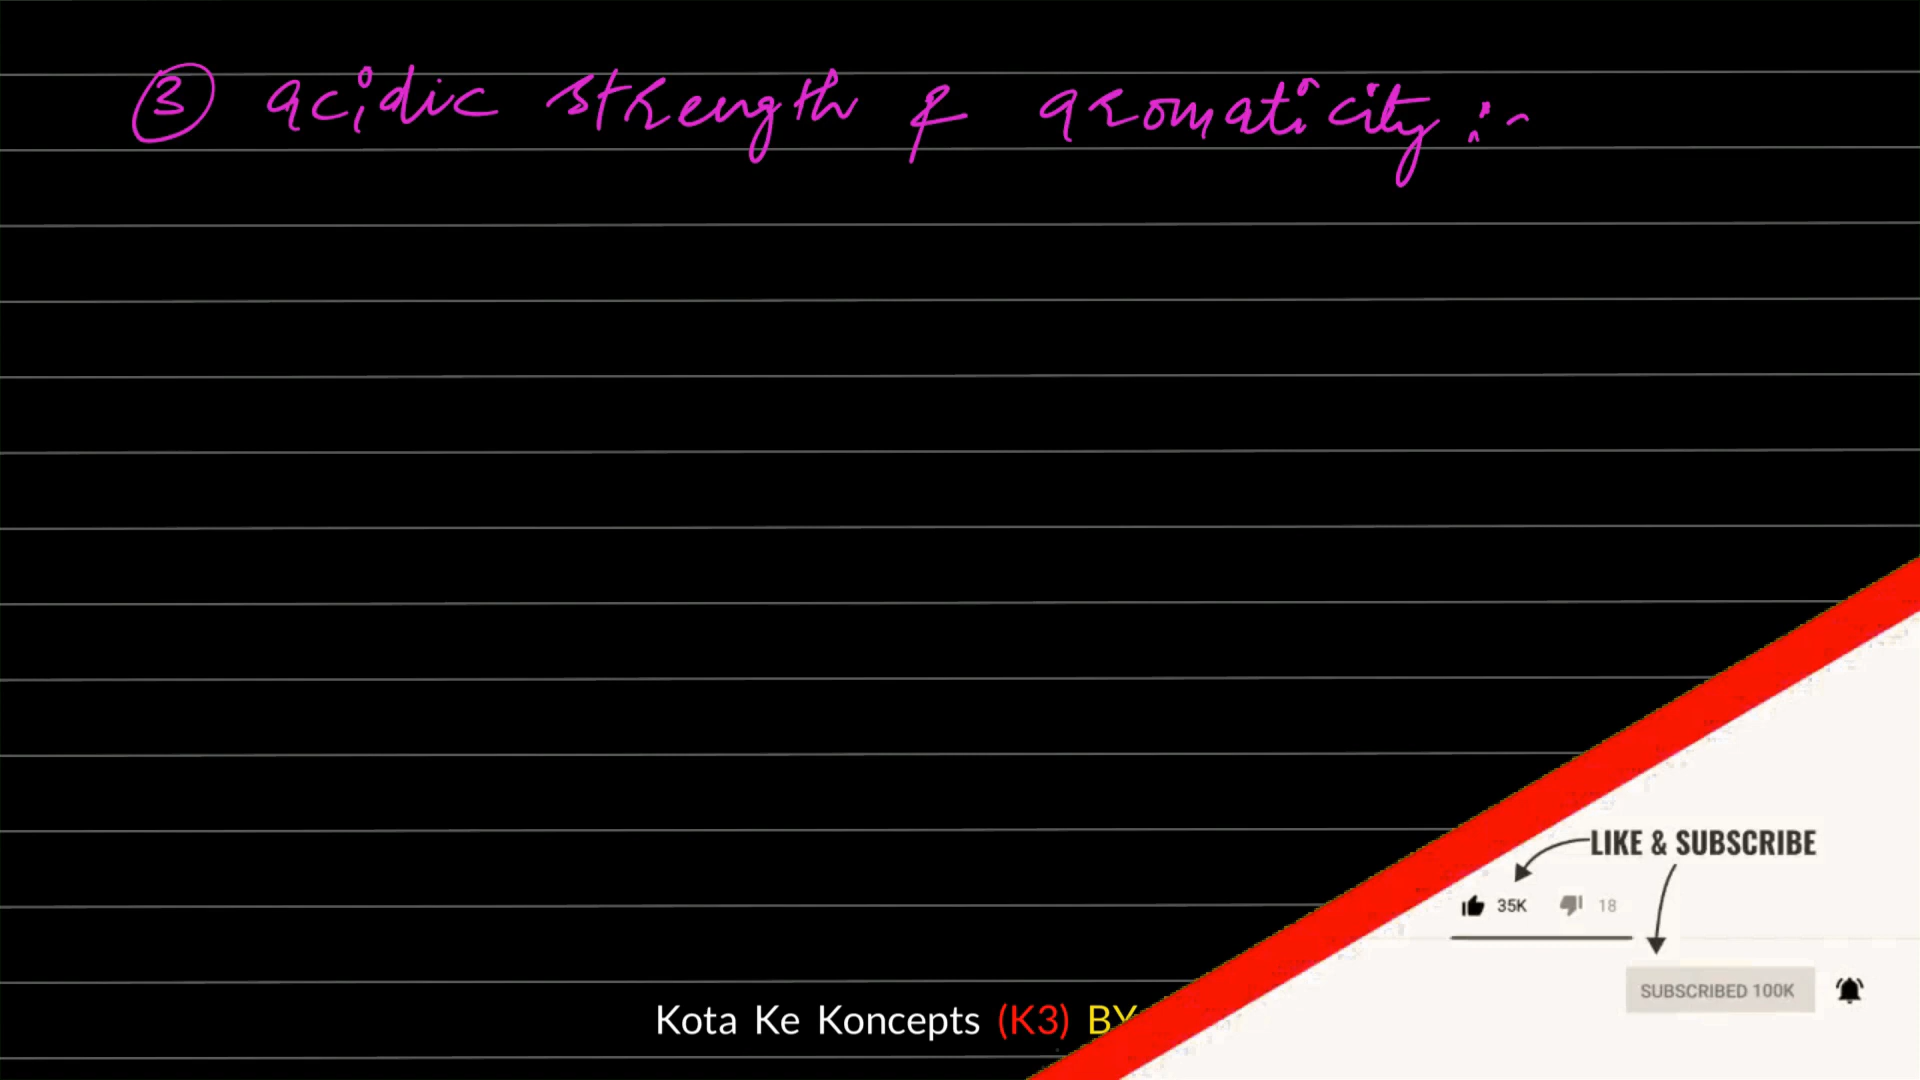 ③ acidic strength & aromaticity :-
LIKE & SUBSCRIBE
35K 18
SUBSCRIBED 100K
Kota Ke Koncepts (K3) BY